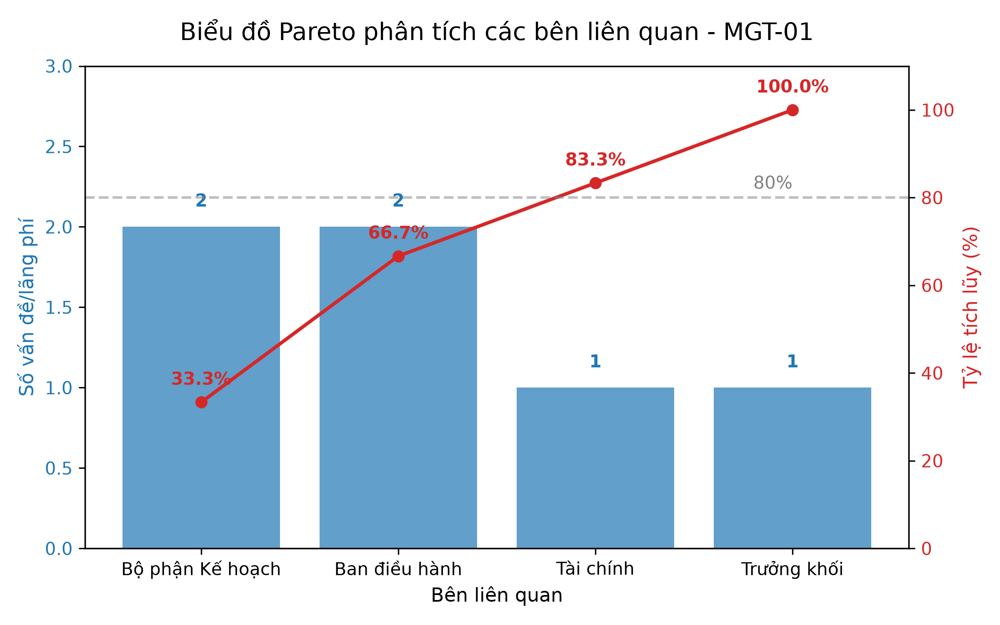 Biểu đồ Pareto phân tích các bên liên quan - MGT-01
3.0
2.5
2.0
1.5
1.0
0.5
0.0
Số vấn đề/lãng phí
100
80
60
40
20
0
Tỷ lệ tích lũy (%)
100.0%
83.3%
80%
2
2
66.7%
1
1
33.3%
Bộ phận Kế hoạch
Ban điều hành
Tài chính
Trưởng khối
Bên liên quan